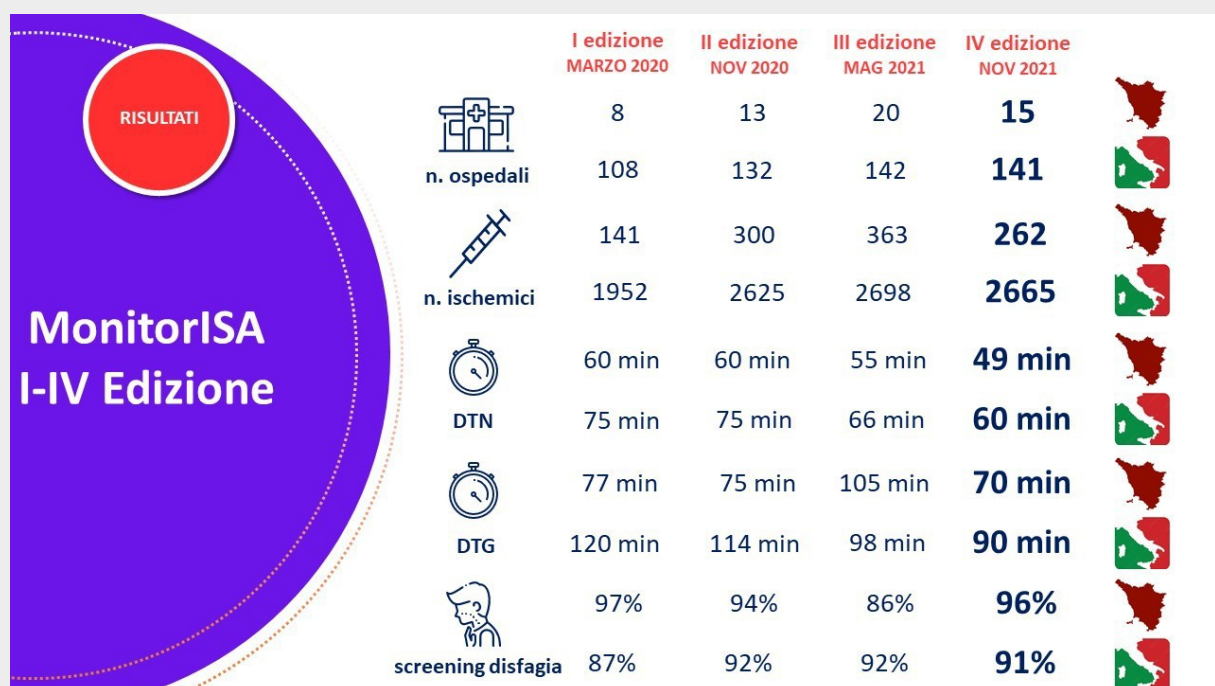 RISULTATI
MonitorISA
I-IV Edizione
I edizione II edizione III edizione IV edizione
MARZO 2020 NOV 2020 MAG 2021 NOV 2021
8 13 20 15
n. ospedali 108 132 142 141
141 300 363 262
n. ischemici 1952 2625 2698 2665
60 min 60 min 55 min 49 min
DTN 75 min 75 min 66 min 60 min
77 min 75 min 105 min 70 min
DTG 120 min 114 min 98 min 90 min
97% 94% 86% 96%
screening disfagia 87% 92% 92% 91%